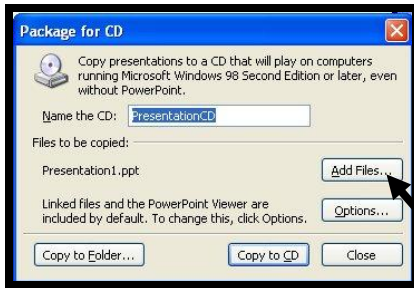 Package for CD
Copy presentations to a CD that will play on computers
running Microsoft Windows 98 Second Edition or later, even
without PowerPoint.
Name the CD: PresentationCD
Files to be copied:
Presentation1.ppt
Add Files...
Linked files and the PowerPoint Viewer are
included by default. To change this, click Options.
Options...
Copy to Folder... Copy to CD Close